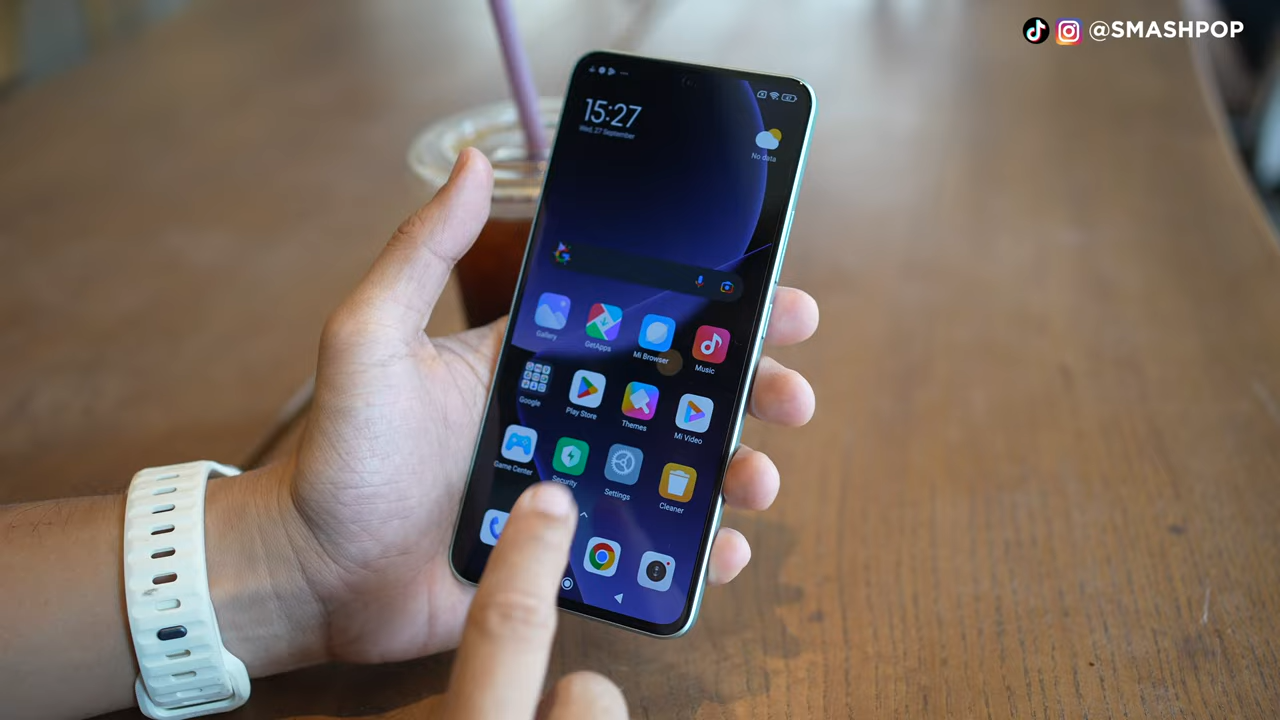 @SMASHPOP
15:27
Wed, 27 September
No data
Gallery
GetApps
Mi Browser
Music
Google
Play Store
Themes
Mi Video
Game Center
Security
Settings
Cleaner